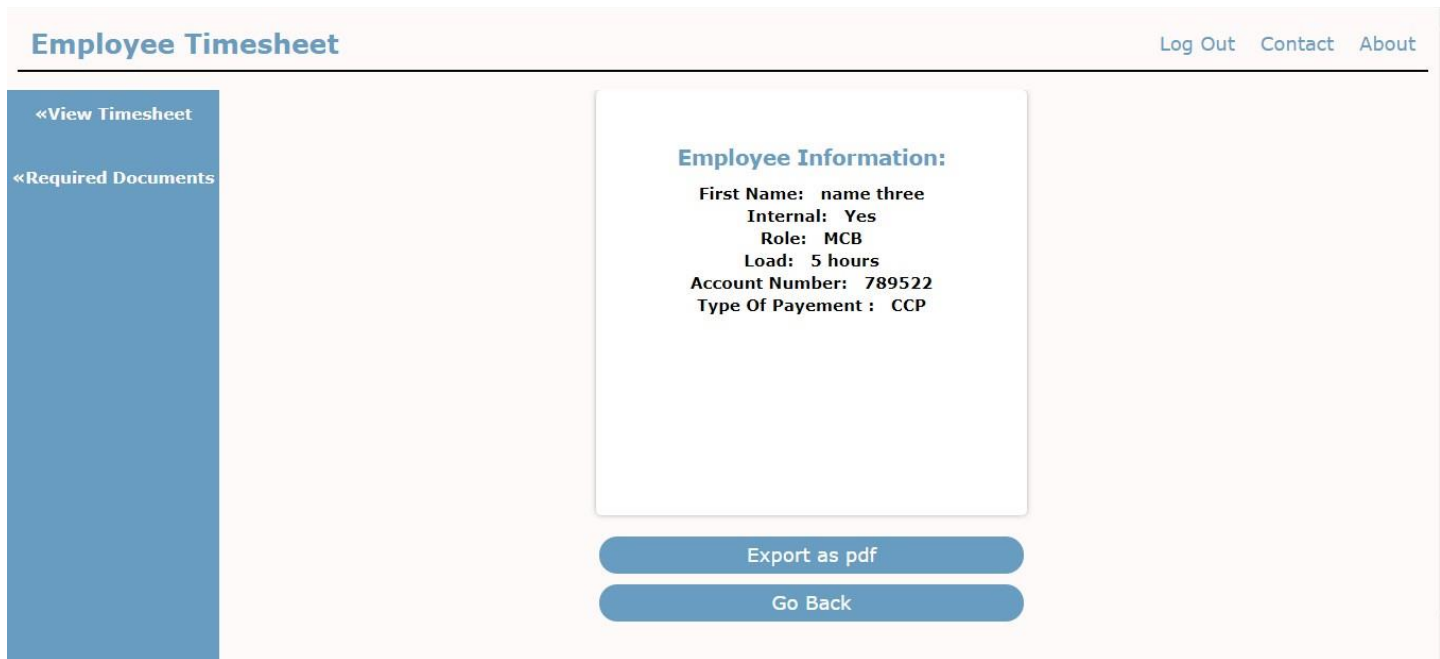 Employee Timesheet
Log Out Contact About
«View Timesheet
«Required Documents
Employee Information:
First Name: name three
Internal: Yes
Role: MCB
Load: 5 hours
Account Number: 789522
Type Of Payement : CCP
Export as pdf
Go Back